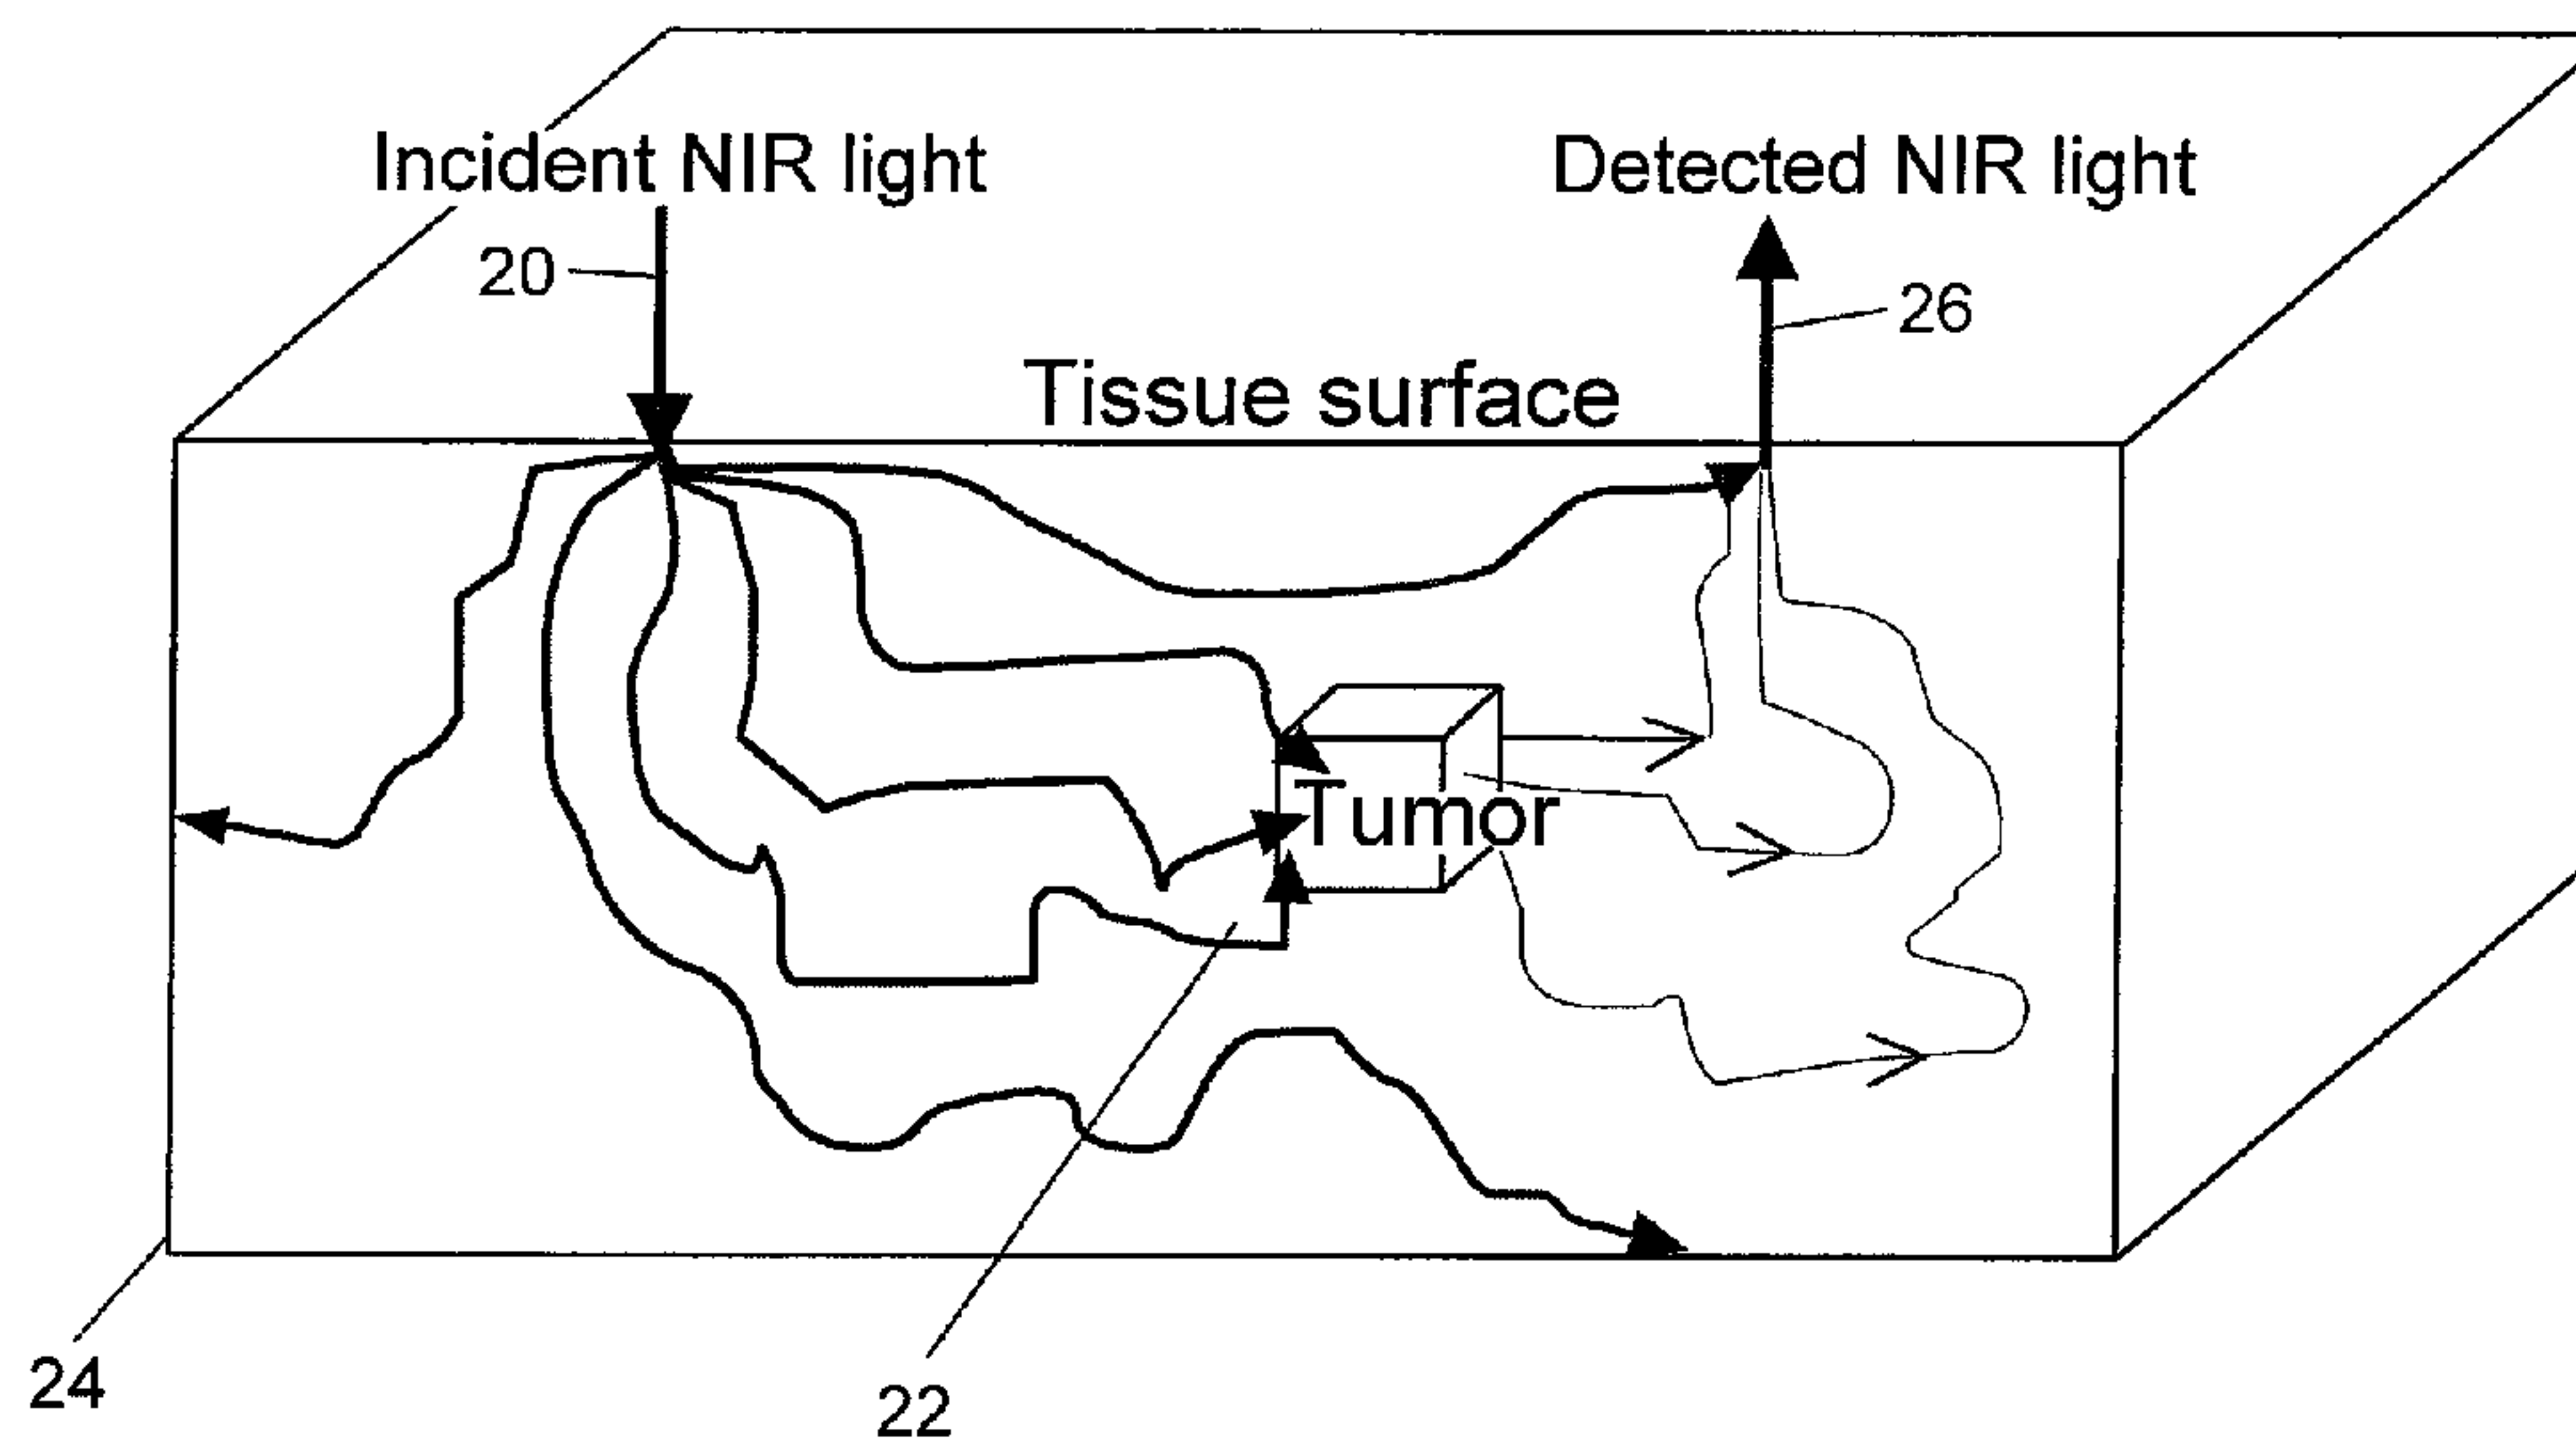 Incident NIR light
Detected NIR light
20
26
Tissue surface
Tumor
24
22